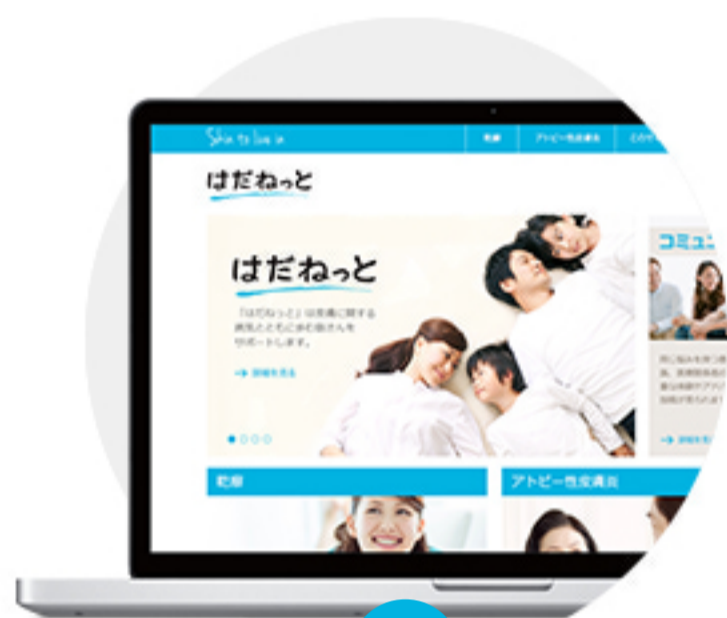 Skin to live in
乾癬
アトピー性皮膚炎
はだねっと
はだねっと
「はだねっと」は皮膚に関する
病気とともに歩む皆さんを
サポートします。
詳細を見る
コミュニ
乾癬
アトピー性皮膚炎